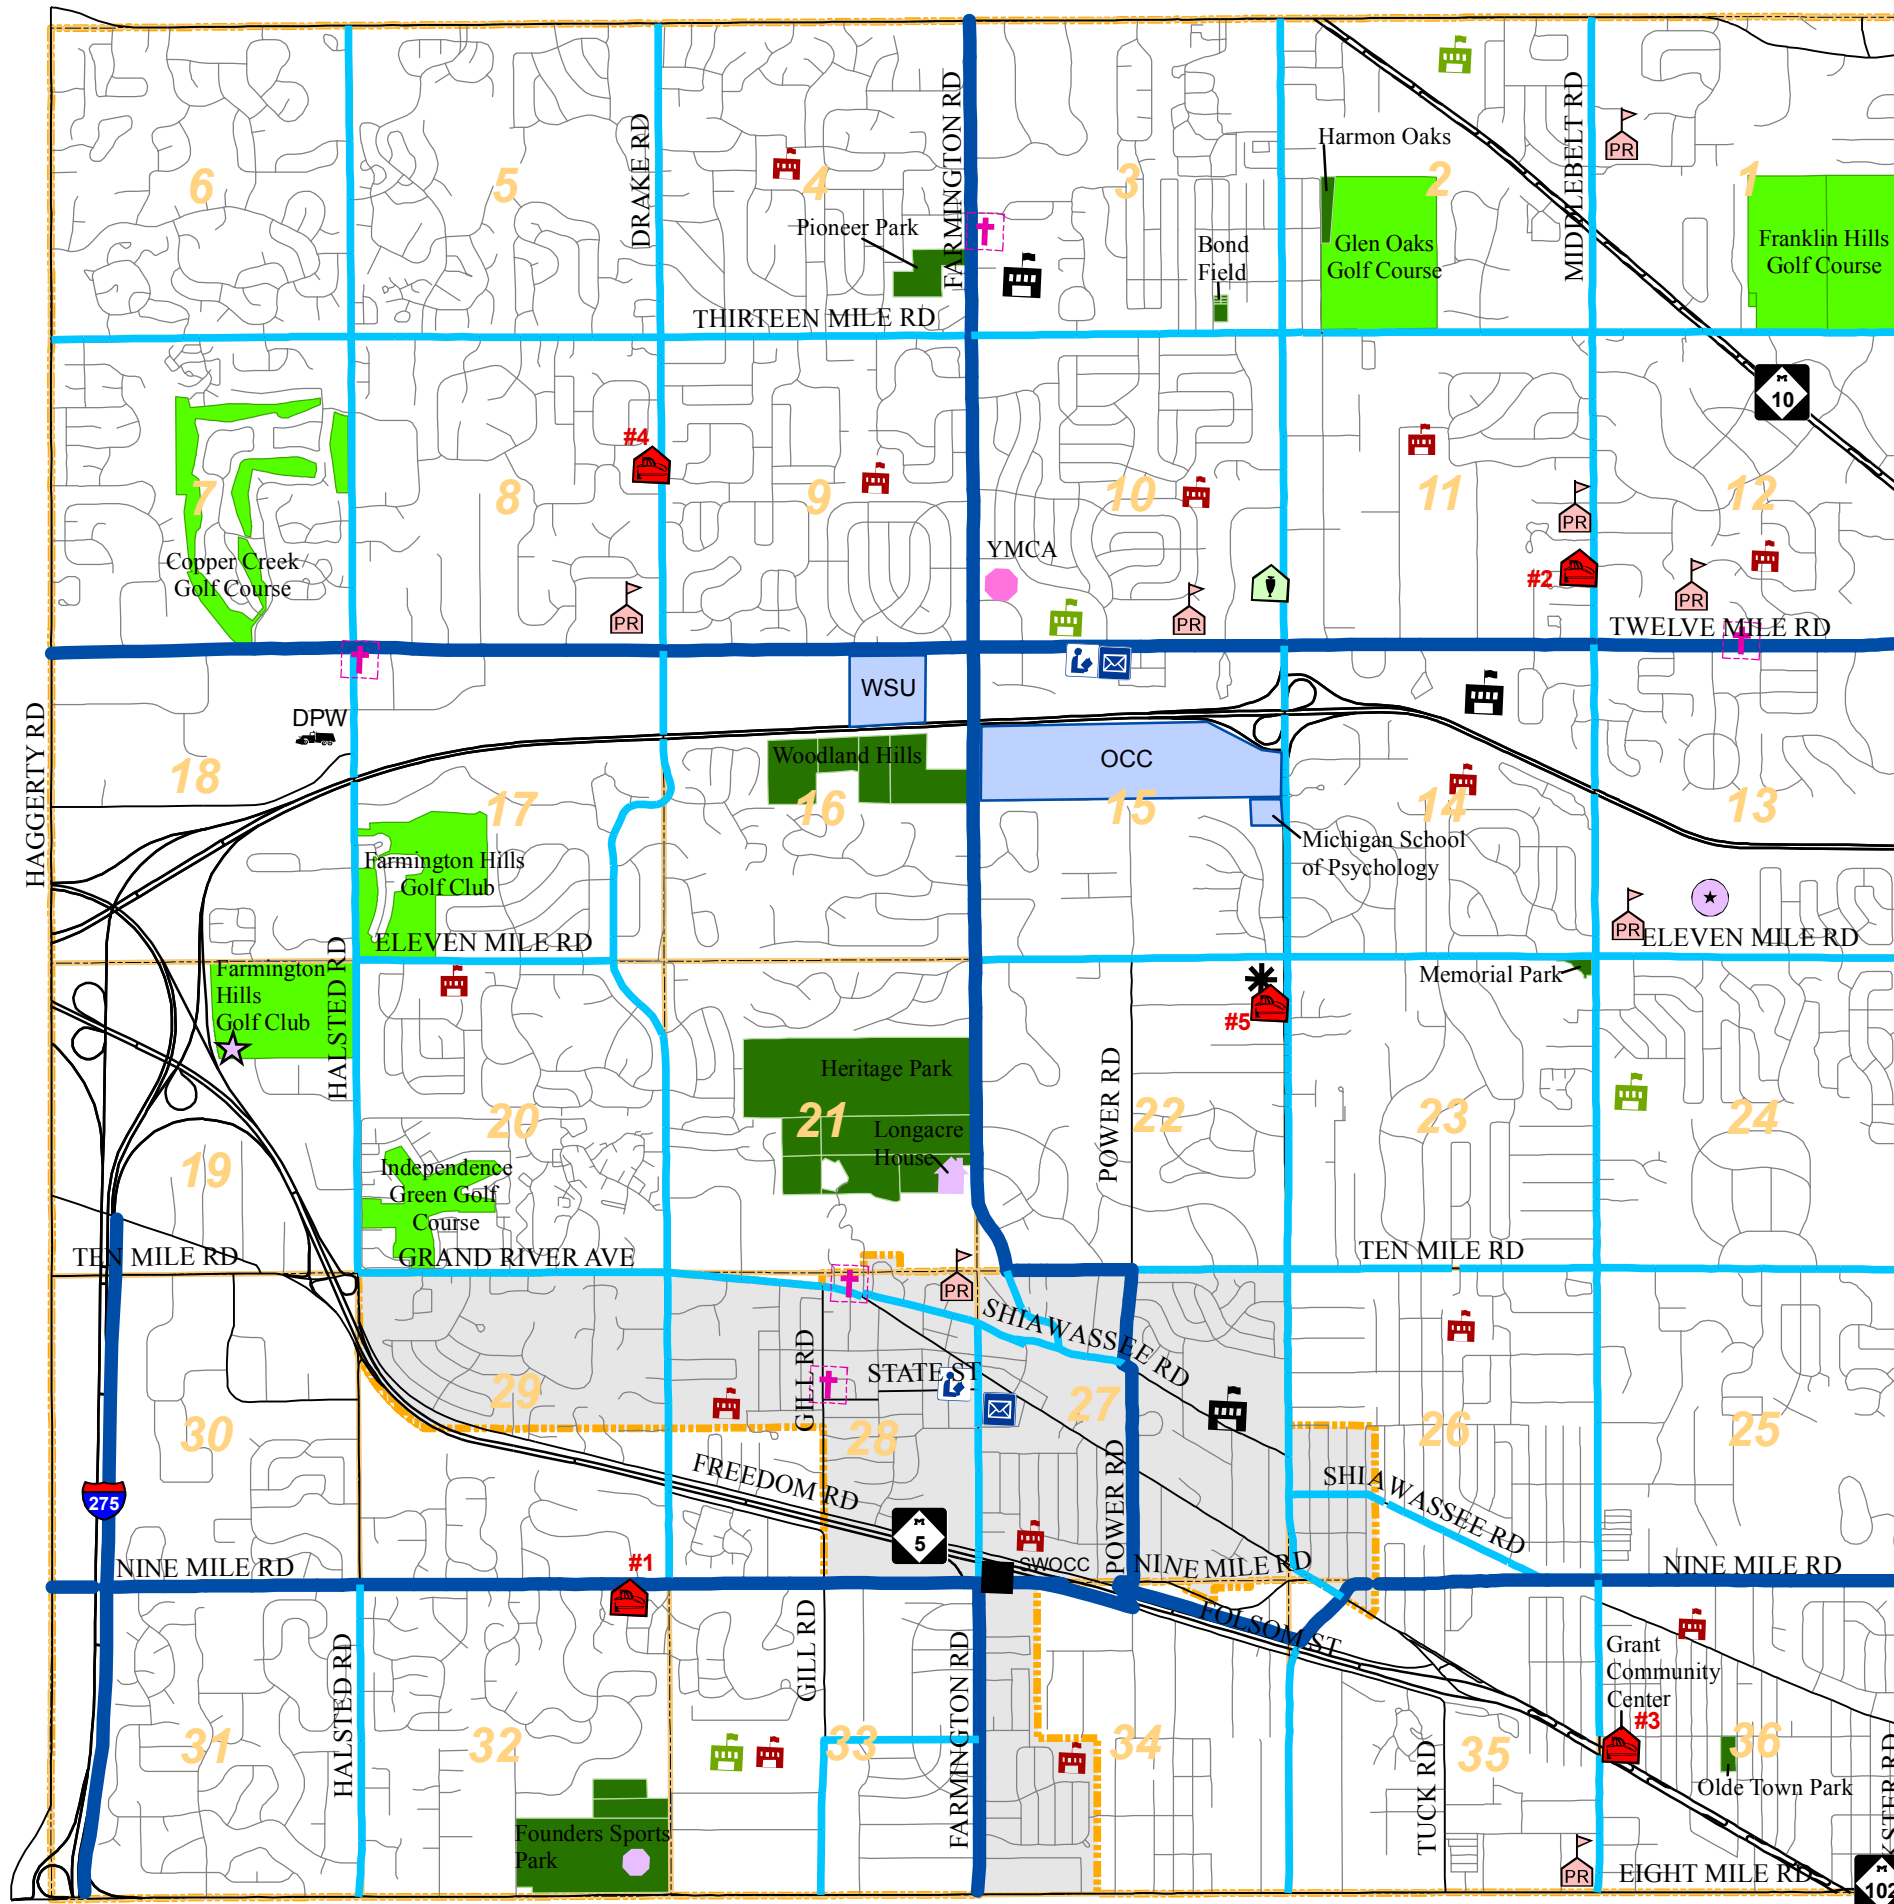 FARMINGTON RD
MIDDLEBELT RD
DRAKE RD
Harmon Oaks
PR
6
5
4
3
2
1
Pioneer Park
Bond
Field
Glen Oaks
Golf Course
Franklin Hills
Golf Course
THIRTEEN MILE RD
M
10
#4
7
8
9
10
11
12
PR
YMCA
Copper Creek
Golf Course
#2
PR
PR
PR
TWELVE MILE RD
WSU
HAGGERTY RD
DPW
Woodland Hills
OCC
18
17
16
15
14
13
Michigan School
of Psychology
Farmington Hills
Golf Club
PR
ELEVEN MILE RD
ELEVEN MILE RD
HALSTED RD
Farmington
Hills
Golf Club
Memorial Park
#5
Heritage Park
POWER RD
21
20
22
23
24
Longacre
House
19
Independence
Green Golf
Course
TEN MILE RD
GRAND RIVER AVE
TEN MILE RD
PR
SHIAWASSEE RD
GILL RD
STATE ST
29
27
30
28
26
25
POWER RD
FREEDOM RD
SHIAWASSEE RD
275
M
5
NINE MILE RD
#1
SWOCC
NINE MILE RD
NINE MILE RD
FOLSOM ST
GILL RD
HALSTED RD
FARMINGTON RD
Grant
Community
Center
#3
31
32
33
34
35
36
TUCK RD
Olde Town Park
Founders Sports
Park
PR
EIGHT MILE RD
102